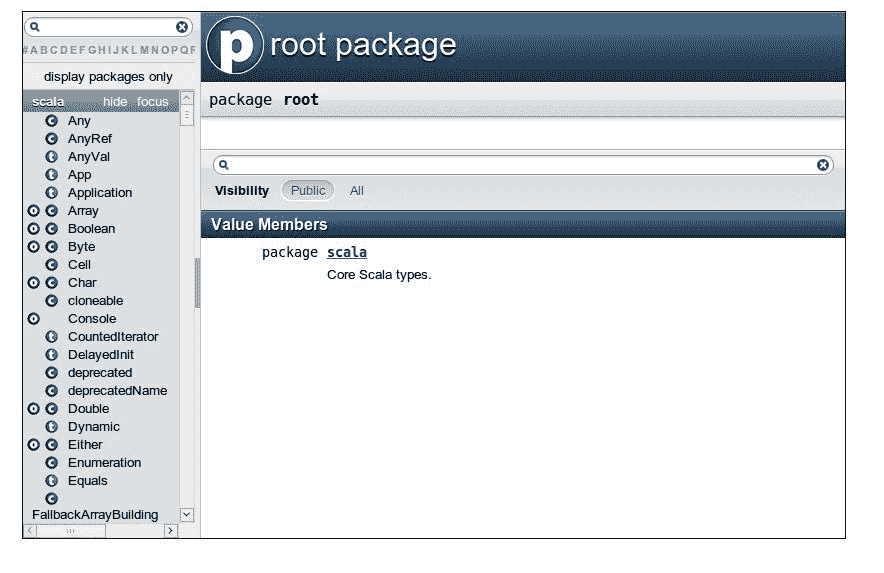 #ABCDEFGHIJKLMNOPQR
display packages only
scala hide focus
Any
AnyRef
AnyVal
App
Application
Array
Boolean
Byte
Cell
Char
cloneable
Console
CountedIterator
DelayedInit
deprecated
deprecatedName
Double
Dynamic
Either
Enumeration
Equals
FallbackArrayBuilding
p root package
package root
Visibility Public All
Value Members
package scala
Core Scala types.